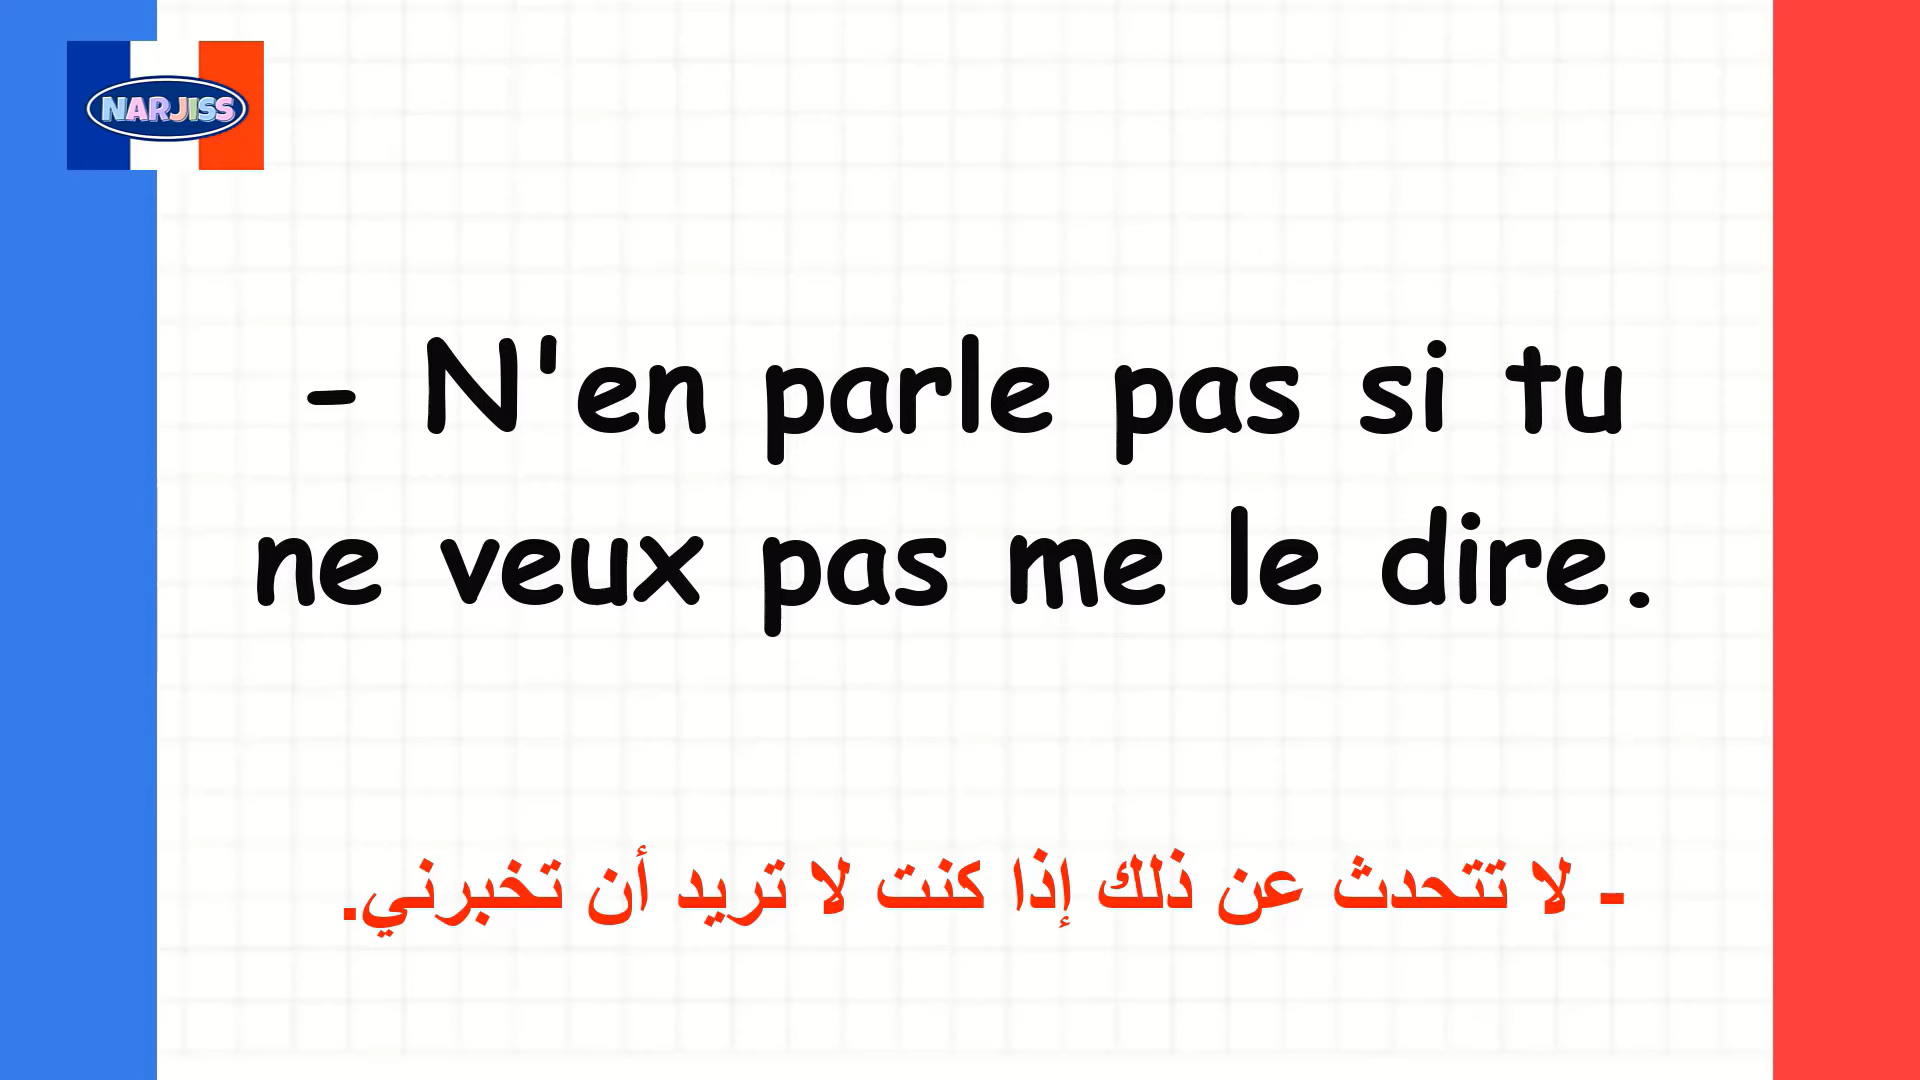 NARJISS
- N'en parle pas si tu
ne veux pas me le dire.
- لا تتحدث عن ذلك إذا كنت لا تريد أن تخبرني.